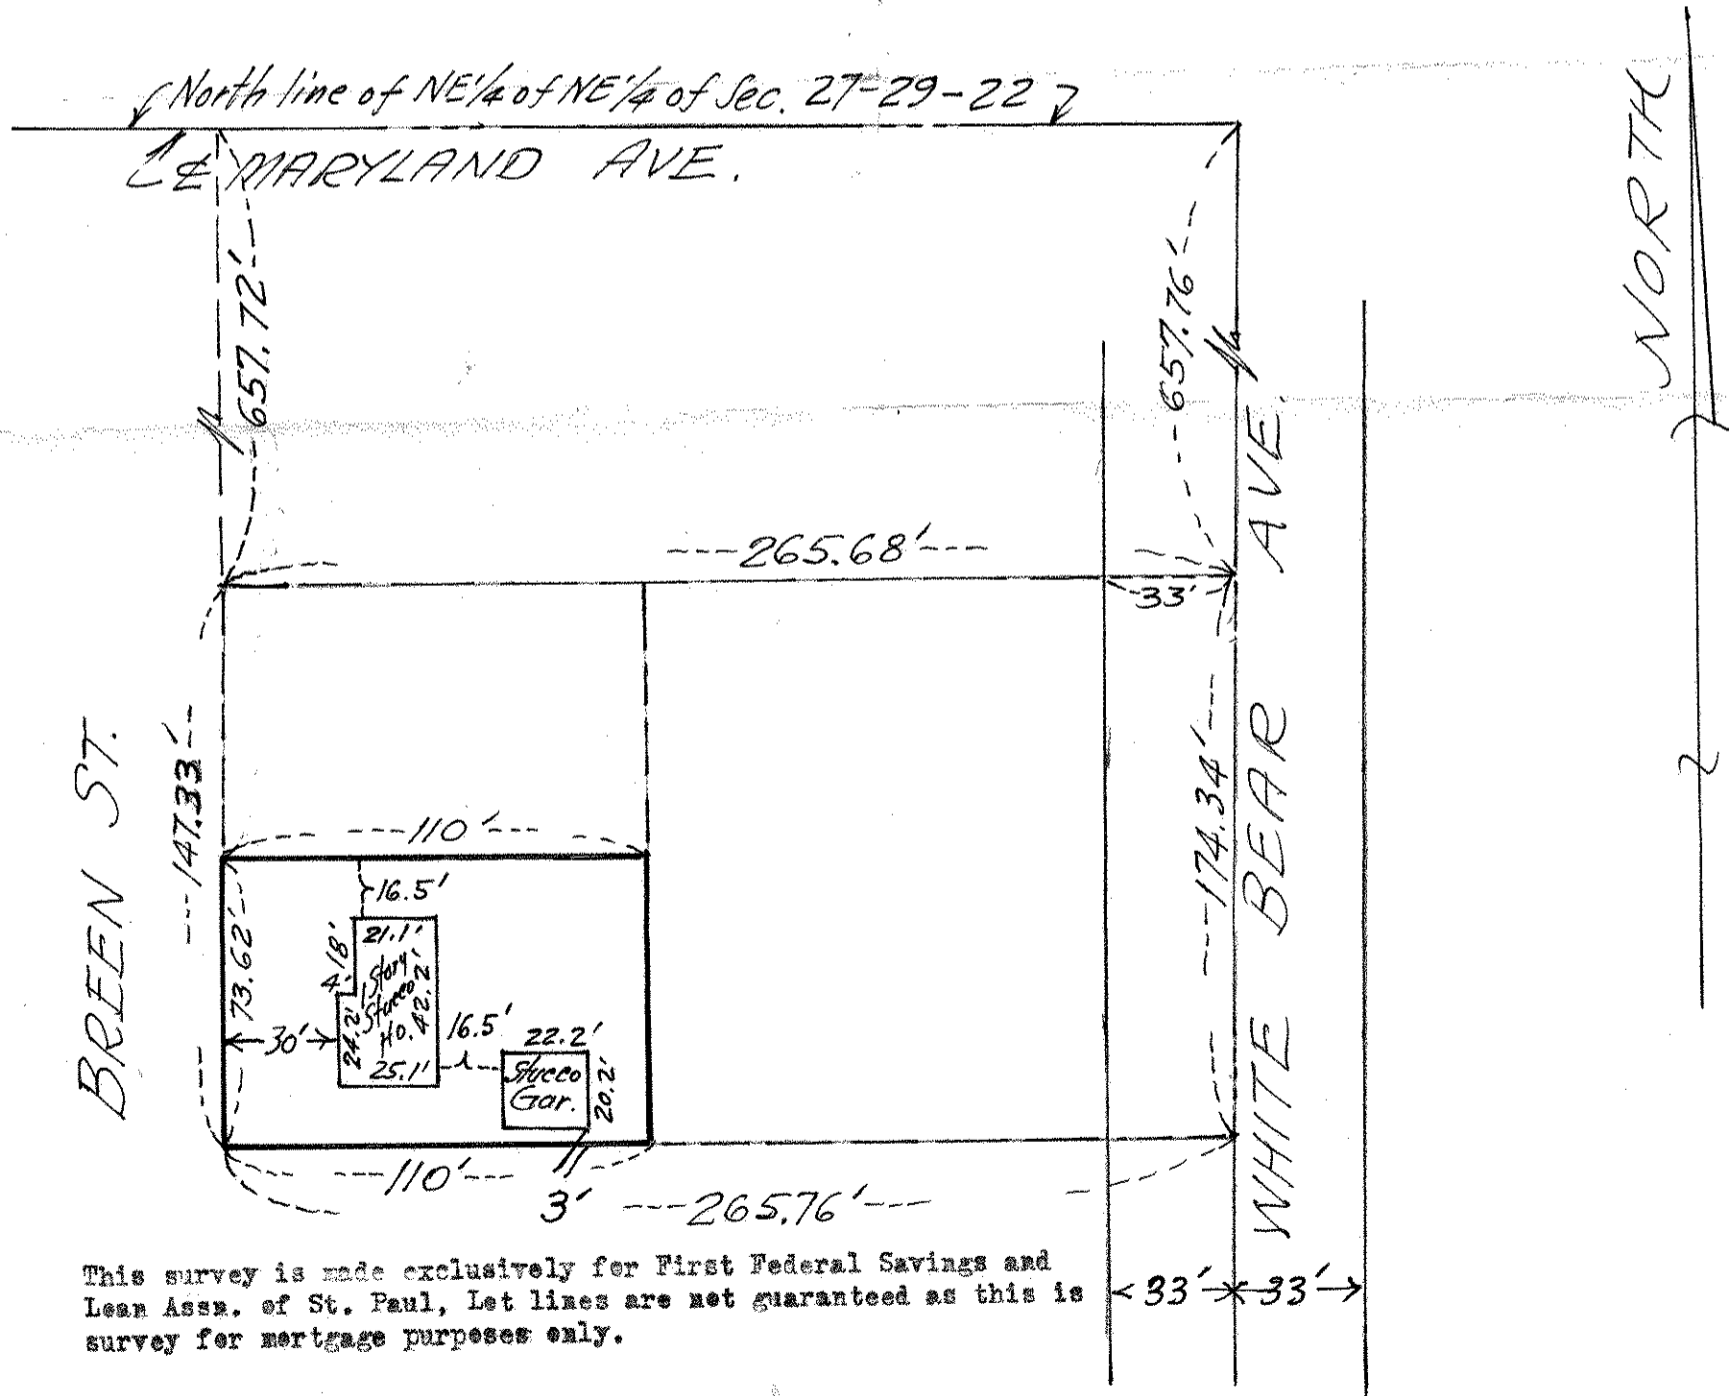 North line of NE1/4 of NE1/4 of Sec. 27-29-22
℄ MARYLAND AVE.
NORTH
657.72'
657.76'
265.68'
33'
BREEN ST.
147.33'
174.34'
WHITE BEAR AVE.
110'
73.62'
16.5'
21.1'
18'
4'
1 Story
Stucco
Ho.
42.2'
24.2'
25.1'
30'
16.5'
22.2'
Stucco
Gar.
20.2'
110'
3'
265.76'
33' 33'
This survey is made exclusively for First Federal Savings and
Loan Assn. of St. Paul, Lot lines are not guaranteed as this is
survey for mortgage purposes only.